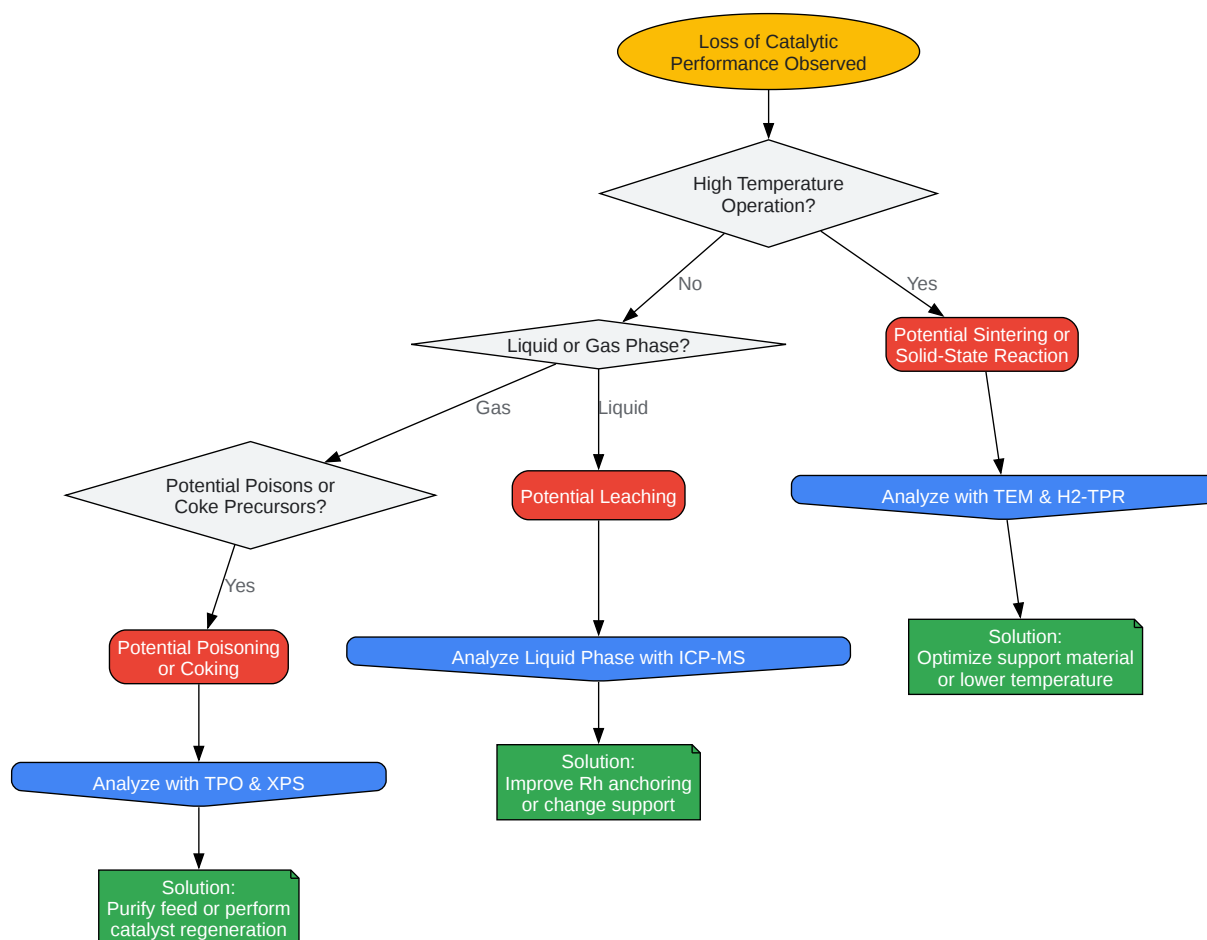 Loss of Catalytic
Performance Observed
High Temperature
Operation?
No
Yes
Liquid or Gas Phase?
Potential Sintering or
Solid-State Reaction
Gas
Liquid
Potential Poisons or
Coke Precursors?
Potential Leaching
Analyze with TEM & H2-TPR
Yes
Potential Poisoning
or Coking
Analyze Liquid Phase with ICP-MS
Solution:
Optimize support material
or lower temperature
Analyze with TPO & XPS
Solution:
Improve Rh anchoring
or change support
Solution:
Purify feed or perform
catalyst regeneration